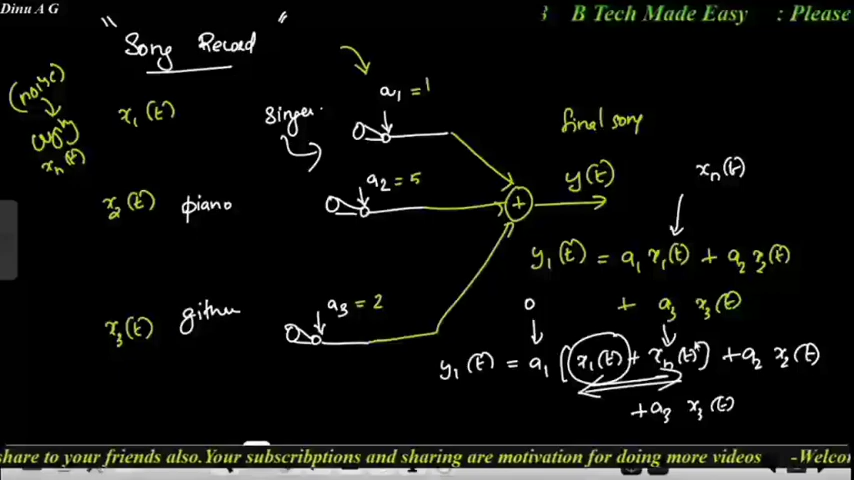 Dinu A G
B Tech Made Easy : Please
" Song Record "
(noise)
x_n(t)
x₁(t)
singer
a₁ = 1
final song
x₂(t) piano
a₂ = 5
+
y(t)
x_n(t)
y₁(t) = a₁ x₁(t) + a₂ x₂(t)
+ a₃ x₃(t)
x₃(t) githu
a₃ = 2
0
y₁(t) = a₁ [x₁(t) + x_n(t)] + a₂ x₂(t)
+ a₃ x₃(t)
share to your friends also. Your subscribptions and sharing are motivation for doing more videos -Welco